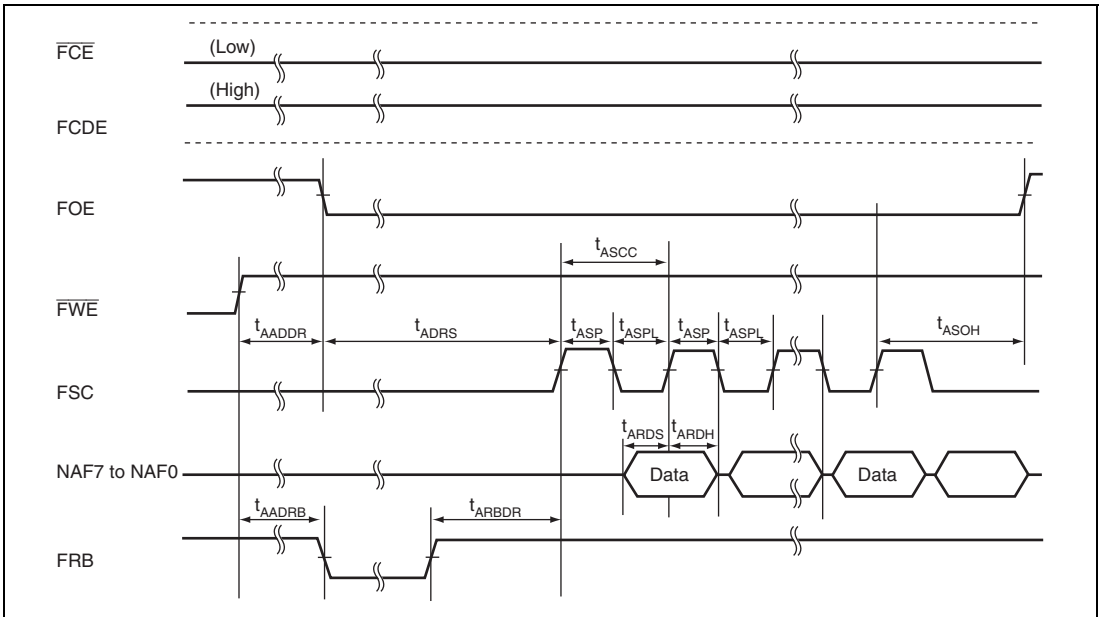 FCE
(Low)
(High)
FCDE
FOE
tASCC
FWE
tAADDR
tADRS
tASP
tASPL
tASP
tASPL
tASOH
FSC
tARDS
tARDH
NAF7 to NAF0
Data
Data
tAADRB
tARBDR
FRB